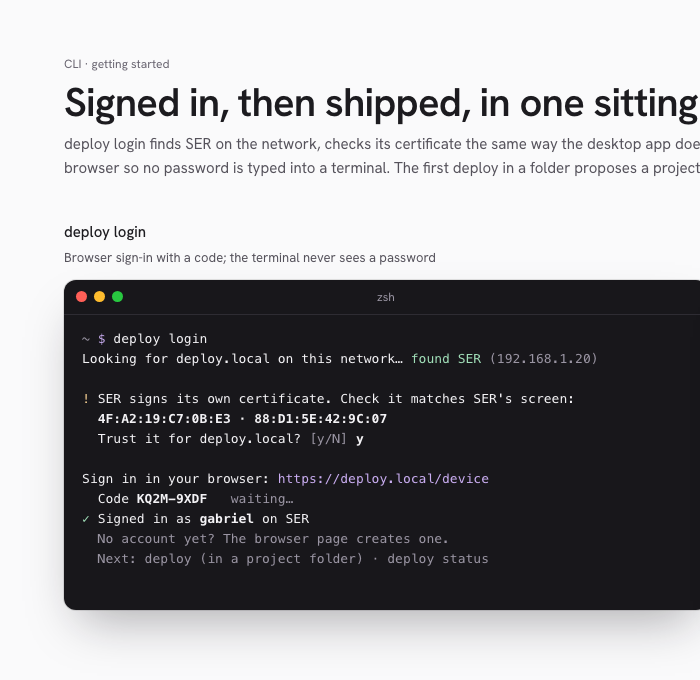 CLI · getting started
Signed in, then shipped, in one sitting
deploy login finds SER on the network, checks its certificate the same way the desktop app doe
browser so no password is typed into a terminal. The first deploy in a folder proposes a project
deploy login
Browser sign-in with a code; the terminal never sees a password
zsh
~ $ deploy login
Looking for deploy.local on this network… found SER (192.168.1.20)
! SER signs its own certificate. Check it matches SER's screen:
4F:A2:19:C7:0B:E3 · 88:D1:5E:42:9C:07
Trust it for deploy.local? [y/N] y
Sign in in your browser: https://deploy.local/device
Code KQ2M–9XDF waiting…
✓ Signed in as gabriel on SER
No account yet? The browser page creates one.
Next: deploy (in a project folder) · deploy status